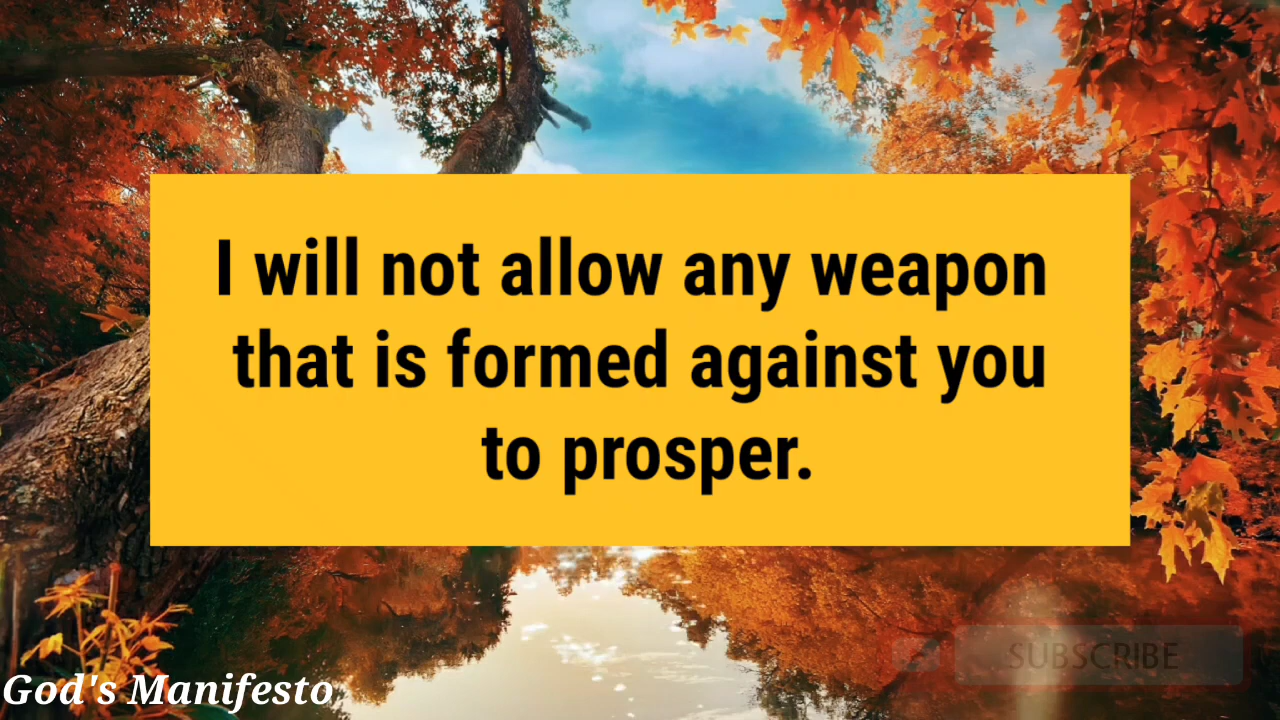 I will not allow any weapon
that is formed against you
to prosper.
SUBSCRIBE
God's Manifesto